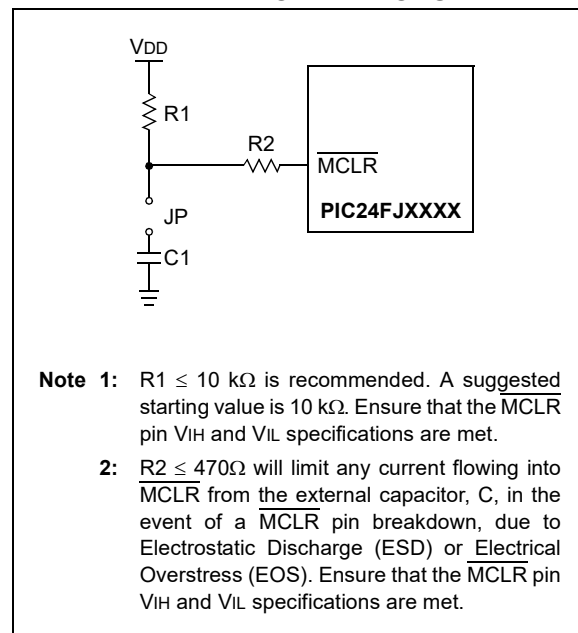 VDD
R1
R2
MCLR
JP
PIC24FJXXXX
C1
Note 1: R1 ≤ 10 kΩ is recommended. A suggested
starting value is 10 kΩ. Ensure that the MCLR
pin VIH and VIL specifications are met.
2: R2 ≤ 470Ω will limit any current flowing into
MCLR from the external capacitor, C, in the
event of a MCLR pin breakdown, due to
Electrostatic Discharge (ESD) or Electrical
Overstress (EOS). Ensure that the MCLR pin
VIH and VIL specifications are met.